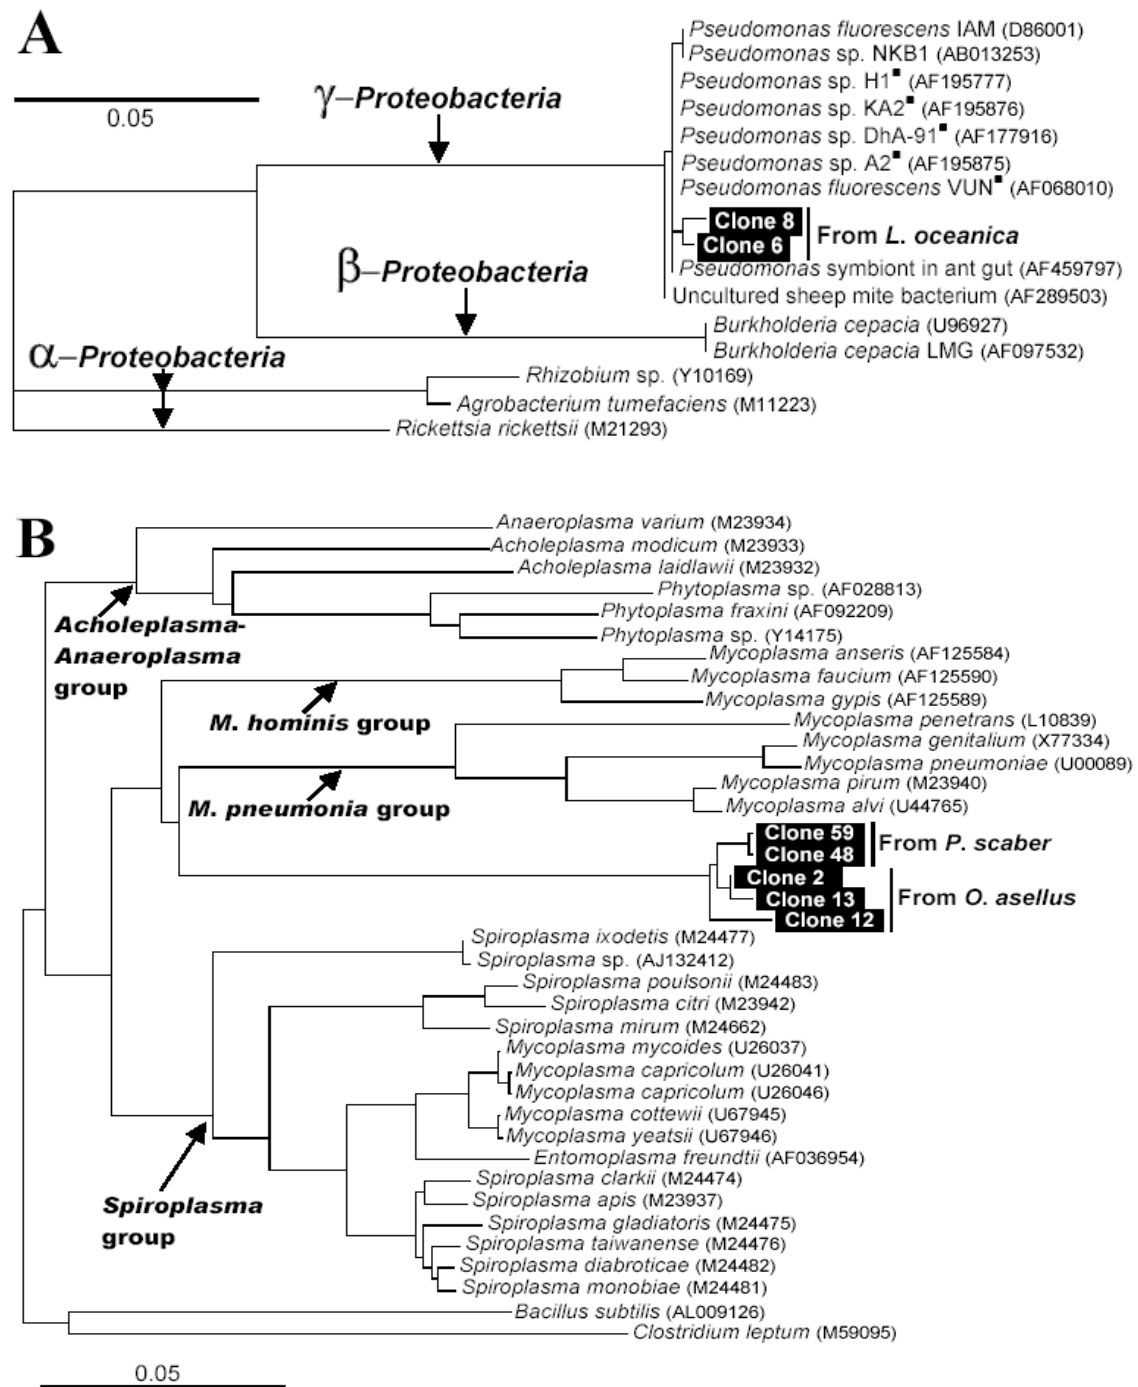 A
0.05
γ–Proteobacteria
Pseudomonas fluorescens IAM (D86001)
Pseudomonas sp. NKB1 (AB013253)
Pseudomonas sp. H1■ (AF195777)
Pseudomonas sp. KA2■ (AF195876)
Pseudomonas sp. DhA-91■ (AF177916)
Pseudomonas sp. A2■ (AF195875)
Pseudomonas fluorescens VUN■ (AF068010)
Clone 8
Clone 6
From L. oceanica
β–Proteobacteria
Pseudomonas symbiont in ant gut (AF459797)
Uncultured sheep mite bacterium (AF289503)
Burkholderia cepacia (U96927)
Burkholderia cepacia LMG (AF097532)
α–Proteobacteria
Rhizobium sp. (Y10169)
Agrobacterium tumefaciens (M11223)
Rickettsia rickettsii (M21293)
B
Anaeroplasma varium (M23934)
Acholeplasma modicum (M23933)
Acholeplasma laidlawii (M23932)
Phytoplasma sp. (AF028813)
Phytoplasma fraxini (AF092209)
Phytoplasma sp. (Y14175)
Acholeplasma-
Anaeroplasma
group
Mycoplasma anseris (AF125584)
Mycoplasma faucium (AF125590)
Mycoplasma gypis (AF125589)
M. hominis group
Mycoplasma penetrans (L10839)
Mycoplasma genitalium (X77334)
Mycoplasma pneumoniae (U00089)
Mycoplasma pirum (M23940)
Mycoplasma alvi (U44765)
M. pneumonia group
Clone 59
Clone 48
From P. scaber
Clone 2
Clone 13
Clone 12
From O. asellus
Spiroplasma ixodetis (M24477)
Spiroplasma sp. (AJ132412)
Spiroplasma poulsonii (M24483)
Spiroplasma citri (M23942)
Spiroplasma mirum (M24662)
Mycoplasma mycoides (U26037)
Mycoplasma capricolum (U26041)
Mycoplasma capricolum (U26046)
Mycoplasma cottewii (U67945)
Mycoplasma yeatsii (U67946)
Entomoplasma freundtii (AF036954)
Spiroplasma clarkii (M24474)
Spiroplasma apis (M23937)
Spiroplasma gladiatoris (M24475)
Spiroplasma taiwanense (M24476)
Spiroplasma diabroticae (M24482)
Spiroplasma monobiae (M24481)
Spiroplasma
group
Bacillus subtilis (AL009126)
Clostridium leptum (M59095)
0.05